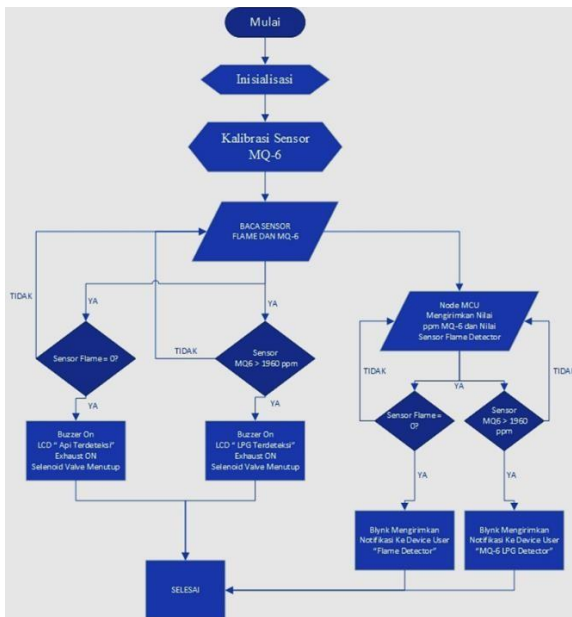 Mulai
Inisialisasi
Kalibrasi Sensor
MQ-6
BACA SENSOR
FLAME DAN MQ-6
TIDAK
YA
YA
TIDAK
Sensor Flame = 0?
Sensor
MQ6 > 1960 ppm
YA
YA
Buzzer On
LCD " Api Terdeteksi"
Exhaust ON
Selenoid Valve Menutup
Buzzer On
LCD " LPG Terdeteksi"
Exhaust ON
Selenoid Valve Menutup
Node MCU
Mengirimkan Nilai
ppm MQ-6 dan Nilai
Sensor Flame Detector
TIDAK
YA
TIDAK
Sensor Flame =
0?
Sensor
MQ6 > 1960
ppm
YA
YA
Blynk Mengirimkan
Notifikasi Ke Device User
"Flame Detector"
Blynk Mengirimkan
Notifikasi Ke Device User
"MQ-6 LPG Detector"
SELESAI